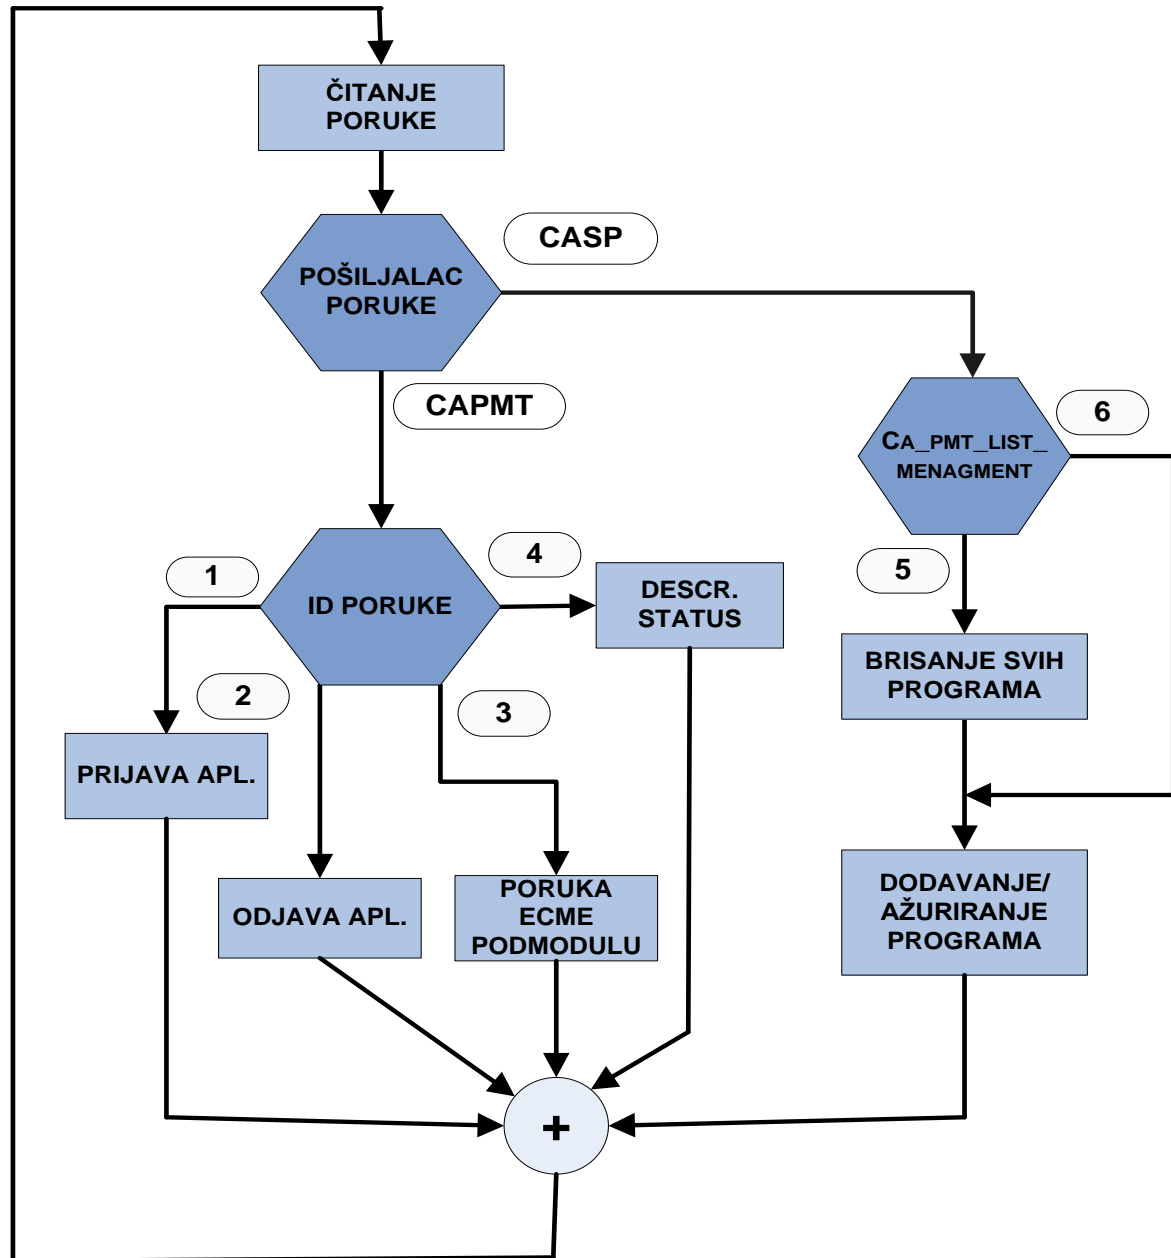 ČITANJE
PORUKE
CASP
POŠILJALAC
PORUKE
CAPMT
6
CA_PMT_LIST_
MENAGMENT
4
5
1
ID PORUKE
DESCR.
STATUS
BRISANJE SVIH
PROGRAMA
2
3
PRIJAVA APL.
ODJAVA APL.
PORUKA
ECME
PODMODULU
DODAVANJE/
AŽURIRANJE
PROGRAMA
+